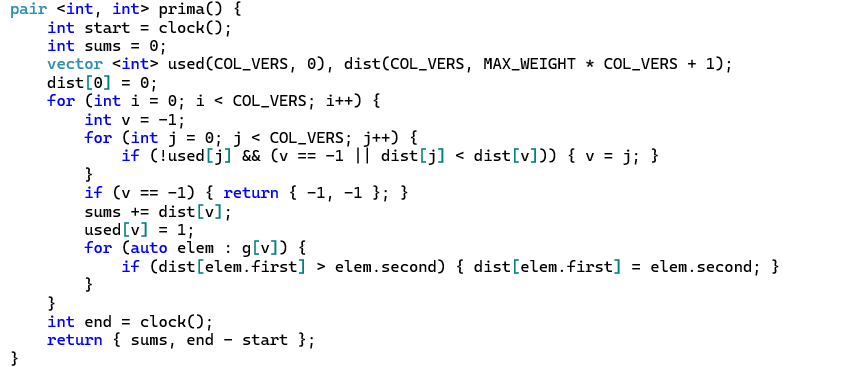 pair <int, int> prima() {
    int start = clock();
    int sums = 0;
    vector <int> used(COL_VERS, 0), dist(COL_VERS, MAX_WEIGHT * COL_VERS + 1);
    dist[0] = 0;
    for (int i = 0; i < COL_VERS; i++) {
        int v = -1;
        for (int j = 0; j < COL_VERS; j++) {
            if (!used[j] && (v == -1 || dist[j] < dist[v])) { v = j; }
        }
        if (v == -1) { return { -1, -1 }; }
        sums += dist[v];
        used[v] = 1;
        for (auto elem : g[v]) {
            if (dist[elem.first] > elem.second) { dist[elem.first] = elem.second; }
        }
    }
    int end = clock();
    return { sums, end - start };
}